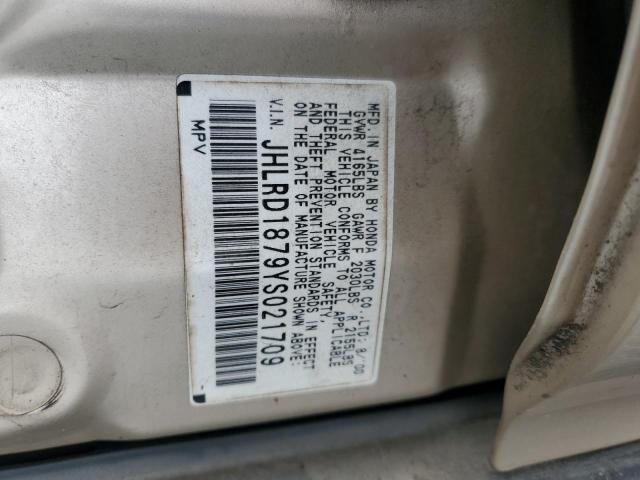 MFD. IN JAPAN BY HONDA MOTOR CO.,LTD; 8/00
GVWR 4165LBS GAWR F 2030LBS R 2155LBS
THIS VEHICLE CONFORMS TO ALL APPLICABLE
FEDERAL MOTOR VEHICLE SAFETY,
AND THEFT PREVENTION STANDARDS IN EFFECT
ON THE DATE OF MANUFACTURE SHOWN ABOVE:
V.I.N. JHLRD1879YS021709
MPV